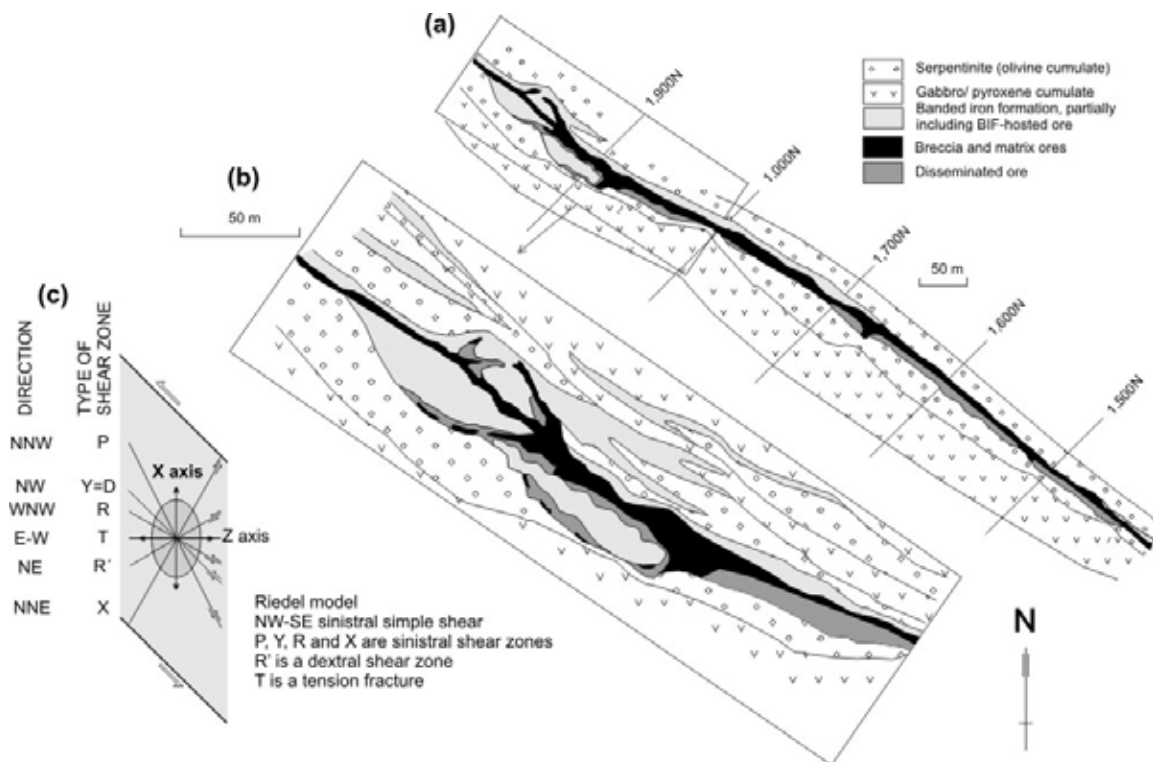 (a)
Serpentinite (olivine cumulate)
Gabbro/ pyroxene cumulate
Banded iron formation, partially
including BIF-hosted ore
Breccia and matrix ores
Disseminated ore
1,900N
1,000N
1,700N
1,600N
1,500N
50 m
(b)
50 m
(c)
DIRECTION
TYPE OF
SHEAR ZONE
NNW P
X axis
NW Y=D
WNW R
E-W T Z axis
NE R´
NNE X
Riedel model
NW-SE sinistral simple shear
P, Y, R and X are sinistral shear zones
R' is a dextral shear zone
T is a tension fracture
N